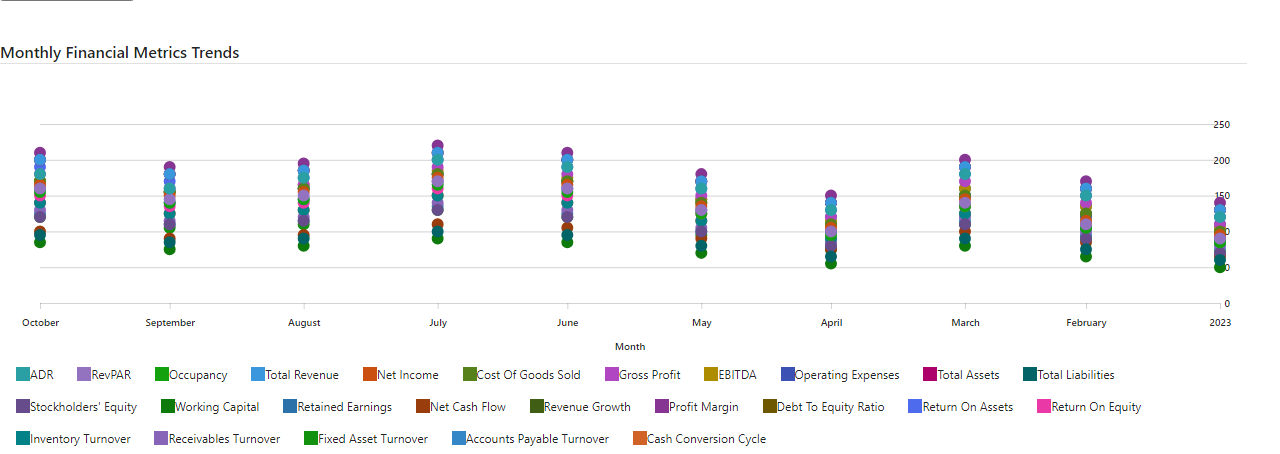 Monthly Financial Metrics Trends
250
200
150
0
0
0
October September August July June May April March February 2023
Month
ADR RevPAR Occupancy Total Revenue Net Income Cost Of Goods Sold Gross Profit EBITDA Operating Expenses Total Assets Total Liabilities
Stockholders' Equity Working Capital Retained Earnings Net Cash Flow Revenue Growth Profit Margin Debt To Equity Ratio Return On Assets Return On Equity
Inventory Turnover Receivables Turnover Fixed Asset Turnover Accounts Payable Turnover Cash Conversion Cycle